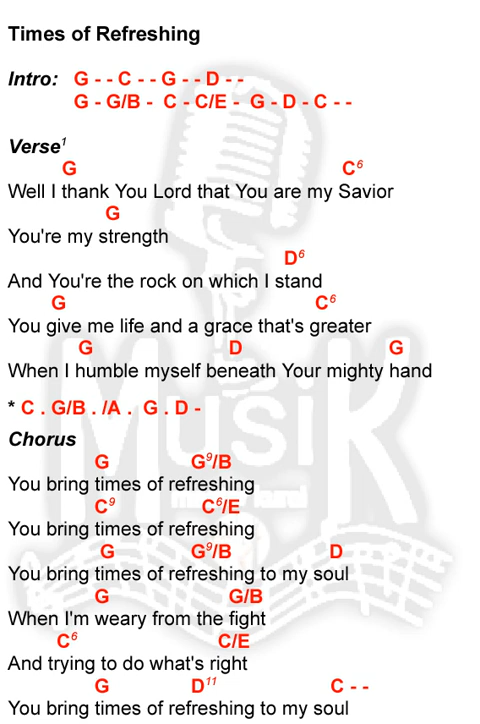 Times of Refreshing
Intro: G - - C - - G - - D - -
G - G/B - C - C/E - G - D - C - -
Verse¹
G C⁶
Well I thank You Lord that You are my Savior
G
You're my strength
D⁶
And You're the rock on which I stand
G C⁶
You give me life and a grace that's greater
G D G
When I humble myself beneath Your mighty hand
* C . G/B . /A . G . D -
Chorus
G G⁹/B
You bring times of refreshing
C⁹ C⁶/E
You bring times of refreshing
G G⁹/B D
You bring times of refreshing to my soul
G G/B
When I'm weary from the fight
C⁶ C/E
And trying to do what's right
G D¹¹ C - -
You bring times of refreshing to my soul
MusiK